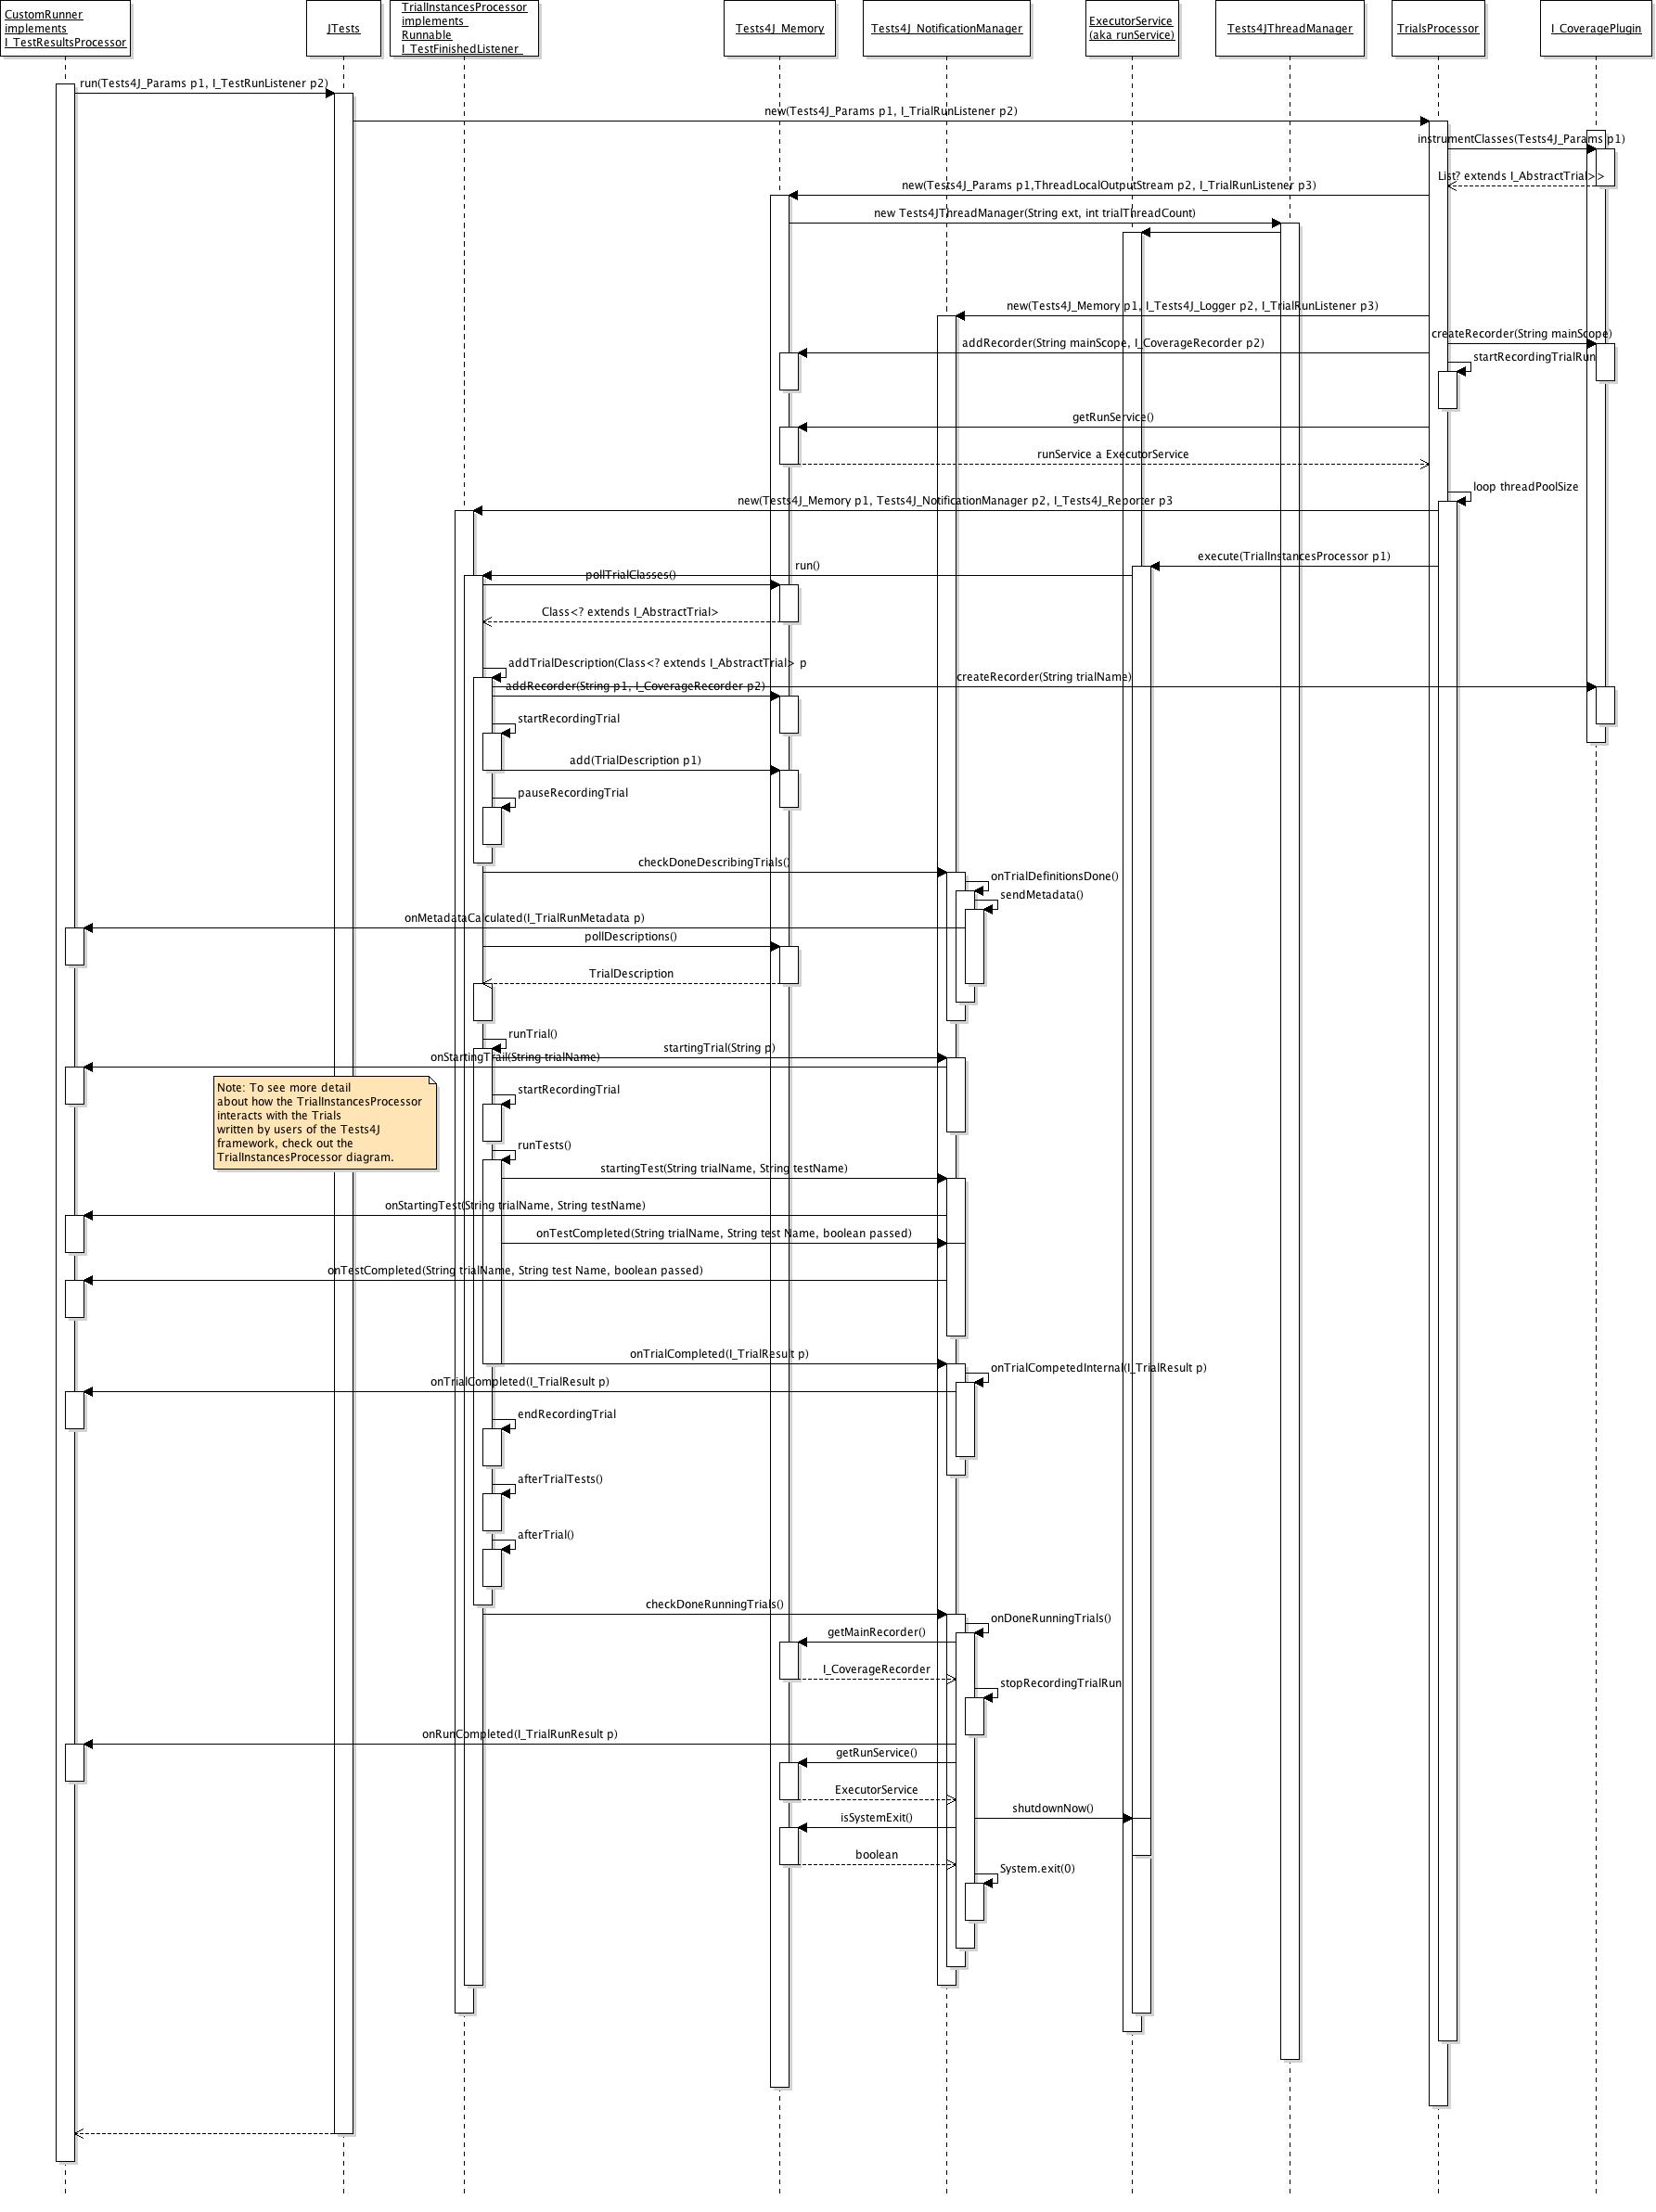 CustomRunner
implements
I_TestResultsProcessor
JTests
TrialInstancesProcessor
implements
Runnable
I_TestFinishedListener
Tests4J_Memory
Tests4J_NotificationManager
ExecutorService
(aka runService)
Tests4JThreadManager
TrialsProcessor
I_CoveragePlugin
run(Tests4J_Params p1, I_TestRunListener p2)
new(Tests4J_Params p1, I_TrialRunListener p2)
instrumentClasses(Tests4J_Params p1)
List? extends I_AbstractTrial>>
new(Tests4J_Params p1,ThreadLocalOutputStream p2, I_TrialRunListener p3)
new Tests4JThreadManager(String ext, int trialThreadCount)
new(Tests4J_Memory p1, I_Tests4J_Logger p2, I_TrialRunListener p3)
createRecorder(String mainScope)
addRecorder(String mainScope, I_CoverageRecorder p2)
startRecordingTrialRun
getRunService()
runService a ExecutorService
loop threadPoolSize
new(Tests4J_Memory p1, Tests4J_NotificationManager p2, I_Tests4J_Reporter p3
execute(TrialInstancesProcessor p1)
run()
pollTrialClasses()
Class<? extends I_AbstractTrial>
addTrialDescription(Class<? extends I_AbstractTrial> p
createRecorder(String trialName)
addRecorder(String p1, I_CoverageRecorder p2)
startRecordingTrial
add(TrialDescription p1)
pauseRecordingTrial
checkDoneDescribingTrials()
onTrialDefinitionsDone()
sendMetadata()
onMetadataCalculated(I_TrialRunMetadata p)
pollDescriptions()
TrialDescription
runTrial()
startingTrial(String p)
onStartingTrail(String trialName)
Note: To see more detail
about how the TrialInstancesProcessor
interacts with the Trials
written by users of the Tests4J
framework, check out the
TrialInstancesProcessor diagram.
startRecordingTrial
runTests()
startingTest(String trialName, String testName)
onStartingTest(String trialName, String testName)
onTestCompleted(String trialName, String test Name, boolean passed)
onTestCompleted(String trialName, String test Name, boolean passed)
onTrialCompleted(I_TrialResult p)
onTrialCompetedInternal(I_TrialResult p)
onTrialCompleted(I_TrialResult p)
endRecordingTrial
afterTrialTests()
afterTrial()
checkDoneRunningTrials()
onDoneRunningTrials()
getMainRecorder()
I_CoverageRecorder
stopRecordingTrialRun
onRunCompleted(I_TrialRunResult p)
getRunService()
ExecutorService
shutdownNow()
isSystemExit()
boolean
System.exit(0)